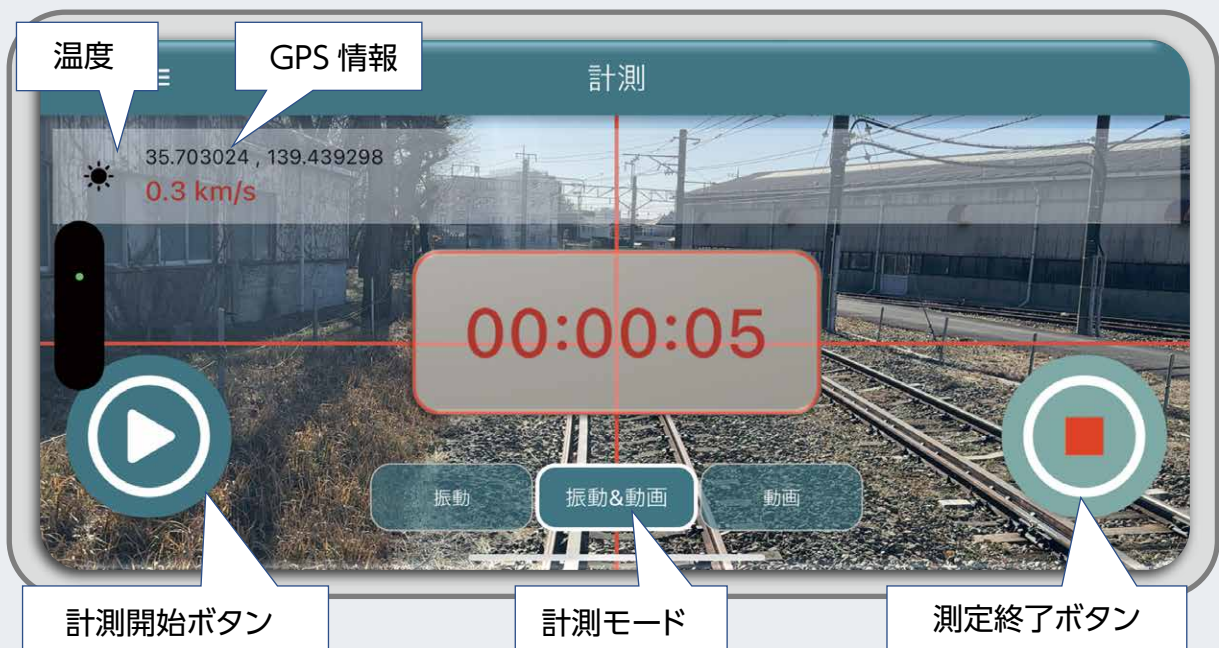 温度
GPS 情報
計測
35.703024 , 139.439298
0.3 km/s
00:00:05
振動
振動&動画
動画
計測開始ボタン
計測モード
測定終了ボタン